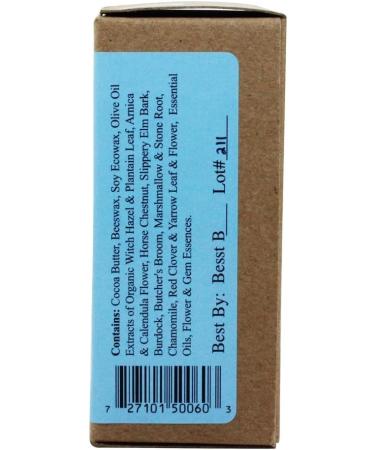 Contains: Cocoa Butter, Beeswax, Soy Ecowax, Olive Oil
Extracts of Organic Witch Hazel & Plantain Leaf, Arnica
& Calendula Flower, Horse Chestnut, Slippery Elm Bark,
Burdock, Butcher's Broom, Marshmallow & Stone Root,
Chamomile, Red Clover & Yarrow Leaf & Flower, Essential
Oils, Flower & Gem Essences.
Best By: Besst B___ Lot# 211
7 27101 50060 3